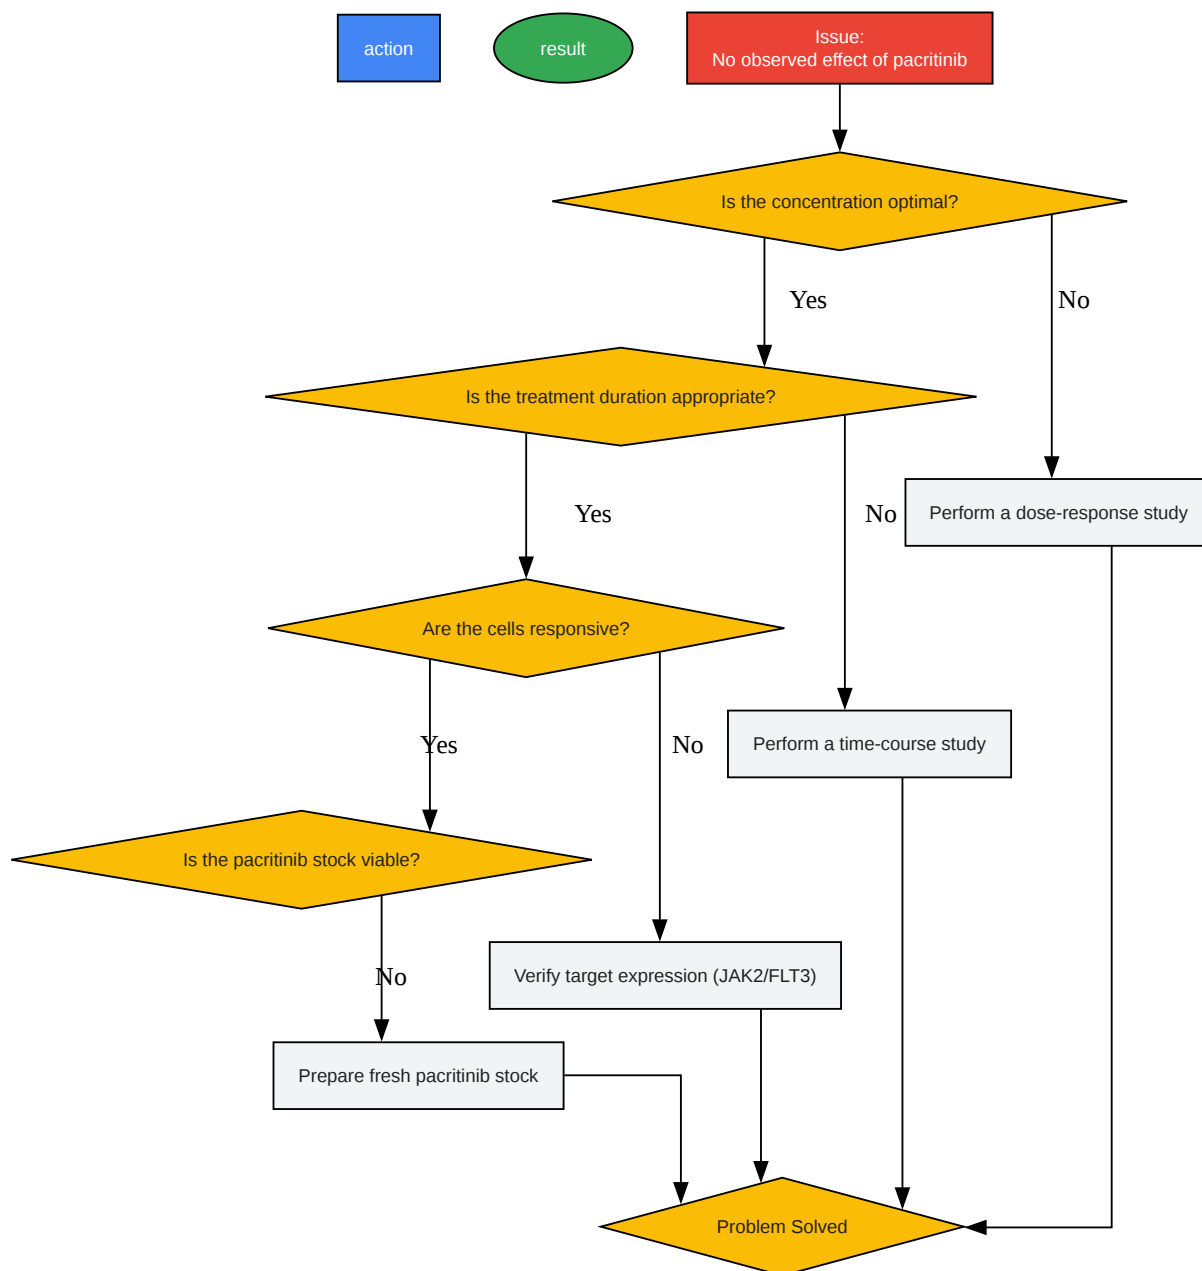 action
result
Issue:
No observed effect of pacritinib
Is the concentration optimal?
Yes
No
Is the treatment duration appropriate?
Yes
No
Perform a dose-response study
Are the cells responsive?
Yes
No
Perform a time-course study
Is the pacritinib stock viable?
No
Verify target expression (JAK2/FLT3)
Prepare fresh pacritinib stock
Problem Solved